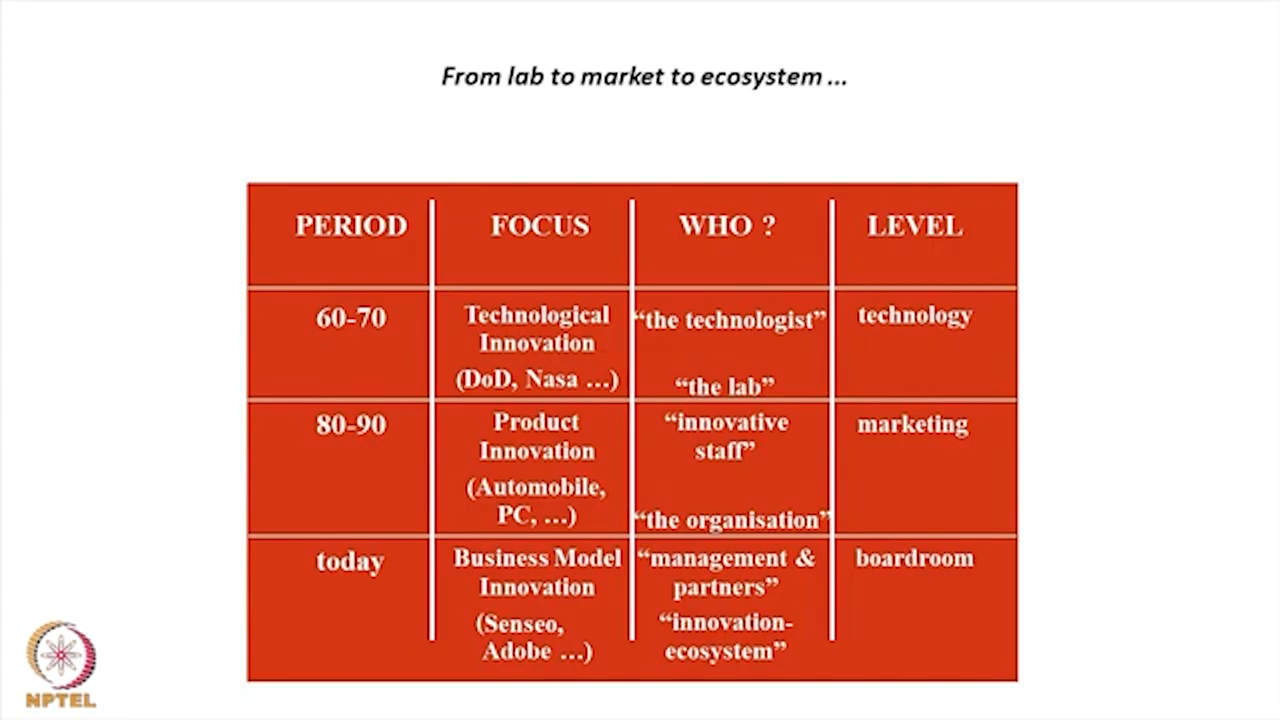 From lab to market to ecosystem ...
PERIOD FOCUS WHO ? LEVEL
60-70 Technological “the technologist” technology
Innovation
(DoD, Nasa ...) “the lab”
80-90 Product “innovative marketing
Innovation staff”
(Automobile,
PC, ...) “the organisation”
today Business Model “management & boardroom
Innovation partners”
(Senseo, “innovation-
Adobe ...) ecosystem”
NPTEL